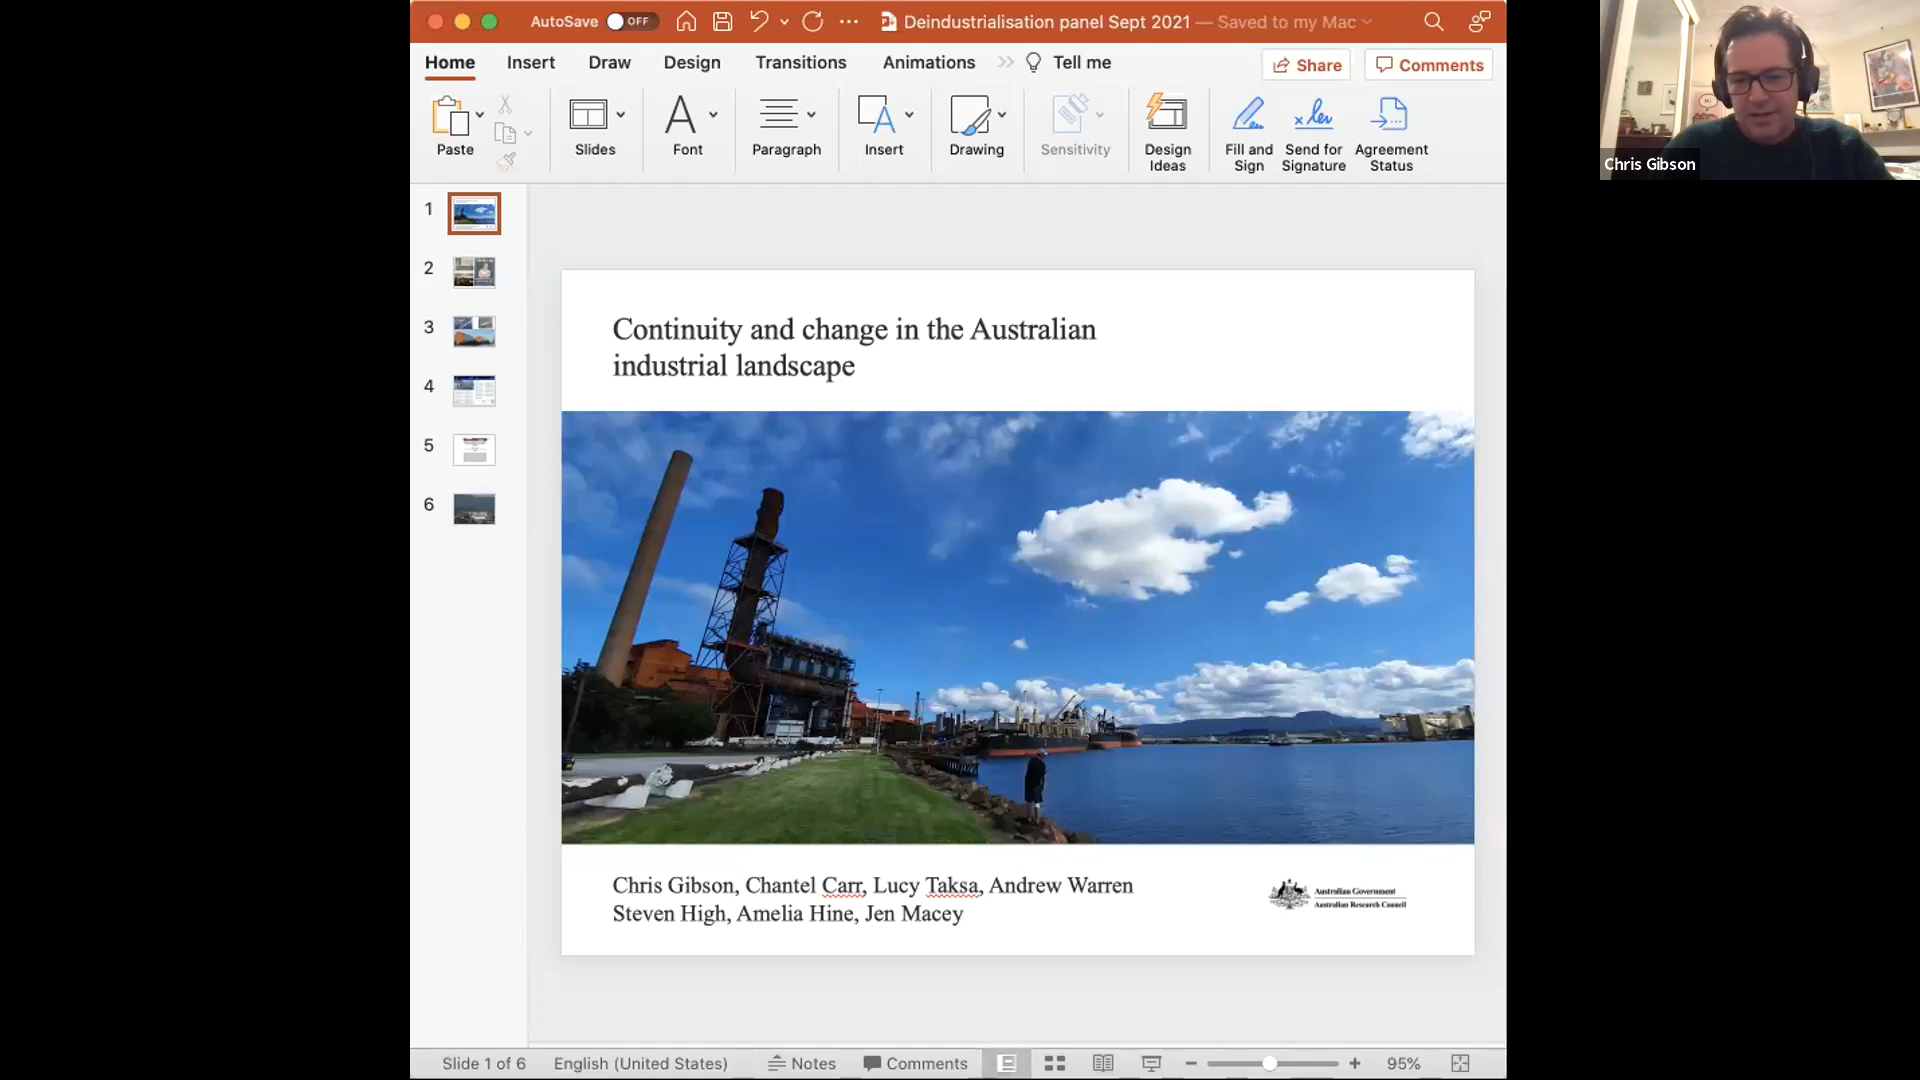 AutoSave OFF Deindustrialisation panel Sept 2021 — Saved to my Mac
Home Insert Draw Design Transitions Animations Tell me Share Comments
Paste Slides Font Paragraph Insert Drawing Sensitivity Design Ideas Fill and Sign Send for Signature Agreement Status
Chris Gibson
1
2
3
4
5
6
Continuity and change in the Australian
industrial landscape
Chris Gibson, Chantel Carr, Lucy Taksa, Andrew Warren
Steven High, Amelia Hine, Jen Macey
Australian Government
Australian Research Council
Slide 1 of 6 English (United States) Notes Comments 95%